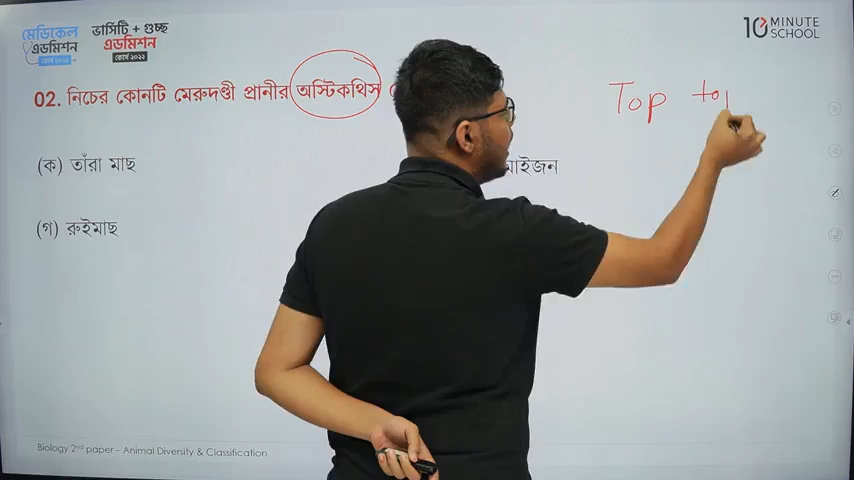 মেডিকেল
এডমিশন
কোর্স ২০২২
ভার্সিটি + গুচ্ছ
এডমিশন
কোর্স ২০২২
10 MINUTE
SCHOOL
02. নিচের কোনটি মেরুদণ্ডী প্রানীর অস্টিকথিস
Top to
(ক) তাঁরা মাছ
(গ) রুইমাছ
Biology 2nd paper – Animal Diversity & Classification